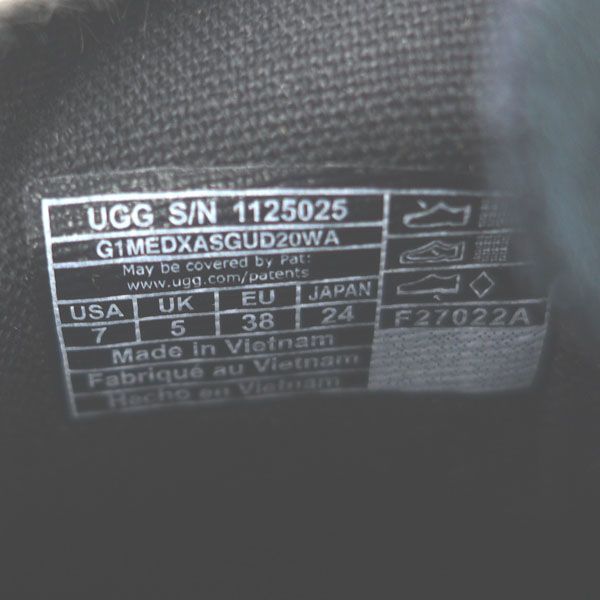 UGG S/N 1125025
G1MEDXASGUD20WA
May be covered by Pat:
www.ugg.com/patents
USA UK EU JAPAN
7 5 38 24
F27022A
Made in Vietnam
Fabriqué au Vietnam
Hecho en Vietnam